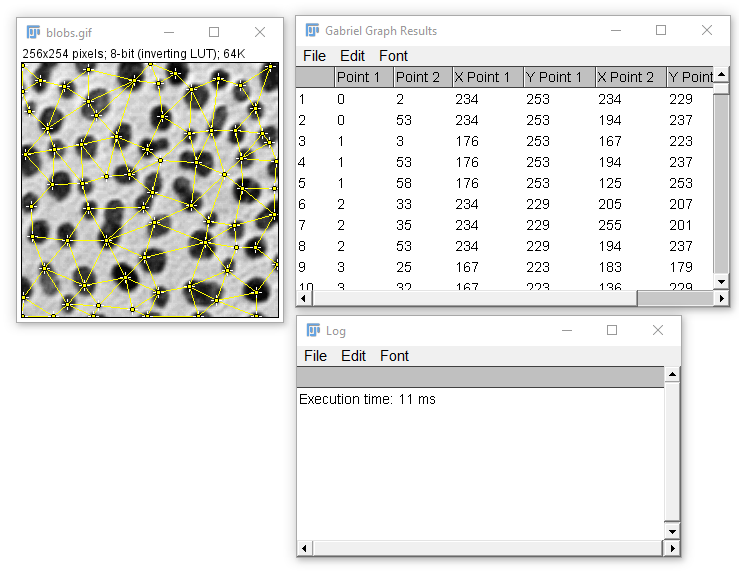 blobs.gif
256x254 pixels; 8-bit (inverting LUT); 64K
Gabriel Graph Results
File Edit Font
Point 1 Point 2 X Point 1 Y Point 1 X Point 2 Y Point
1 0 2 234 253 234 229
2 0 53 234 253 194 237
3 1 3 176 253 167 223
4 1 53 176 253 194 237
5 1 58 176 253 125 253
6 2 33 234 229 205 207
7 2 35 234 229 255 201
8 2 53 234 229 194 237
9 3 25 167 223 183 179
10 3 32 167 223 136 229
Log
File Edit Font
Execution time: 11 ms